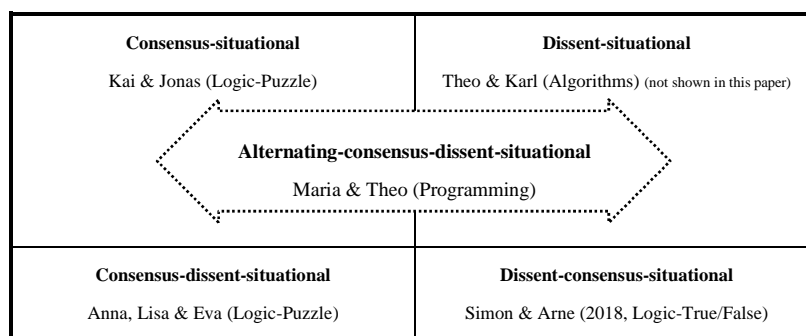 Consensus-situational
Kai & Jonas (Logic-Puzzle)
Dissent-situational
Theo & Karl (Algorithms) (not shown in this paper)
Alternating-consensus-dissent-situational
Maria & Theo (Programming)
Consensus-dissent-situational
Anna, Lisa & Eva (Logic-Puzzle)
Dissent-consensus-situational
Simon & Arne (2018, Logic-True/False)